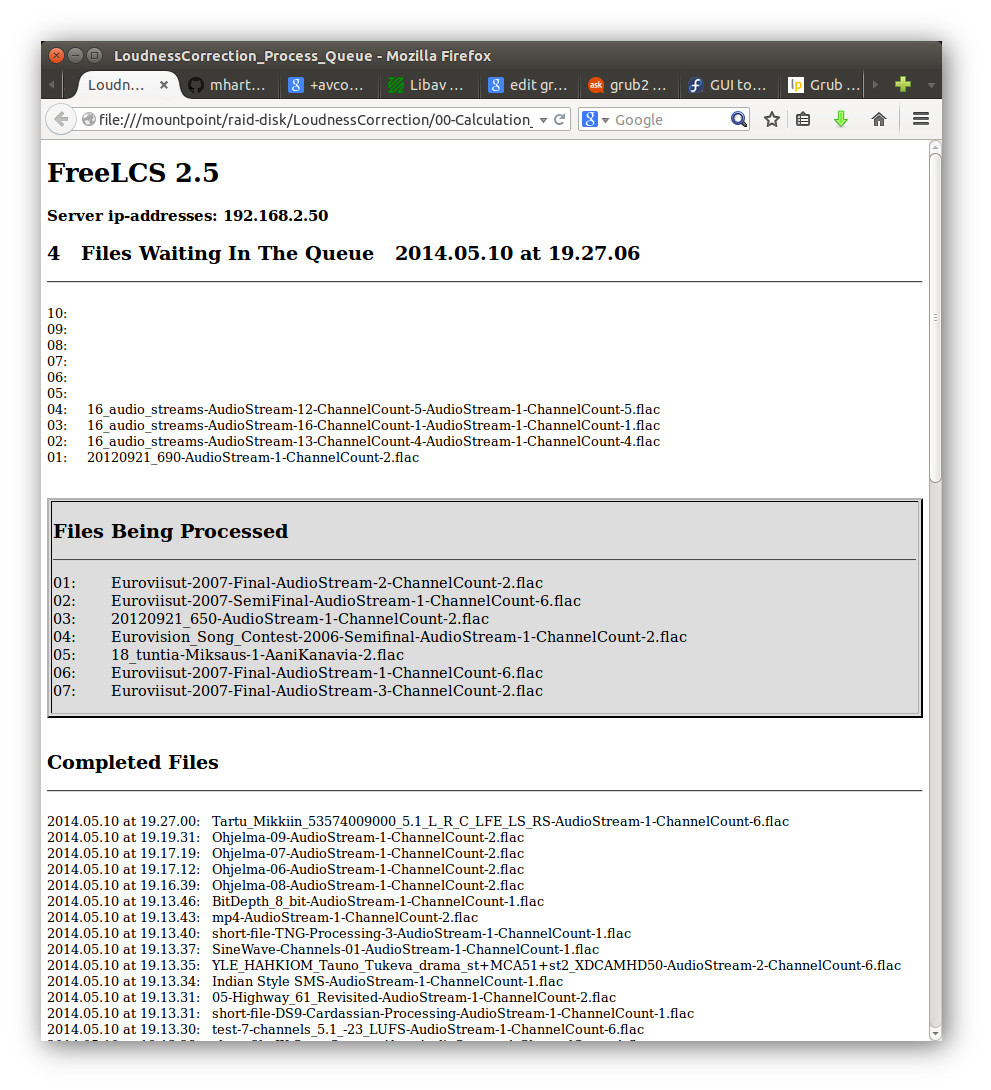 LoudnessCorrection_Process_Queue - Mozilla Firefox
Loudn... mhart... +avco... Libav ... edit gr... grub2 ... GUI to... Grub ...
file:///mountpoint/raid-disk/LoudnessCorrection/00-Calculation_ Google
FreeLCS 2.5
Server ip-addresses: 192.168.2.50
4 Files Waiting In The Queue 2014.05.10 at 19.27.06
10:
09:
08:
07:
06:
05:
04: 16_audio_streams-AudioStream-12-ChannelCount-5-AudioStream-1-ChannelCount-5.flac
03: 16_audio_streams-AudioStream-16-ChannelCount-1-AudioStream-1-ChannelCount-1.flac
02: 16_audio_streams-AudioStream-13-ChannelCount-4-AudioStream-1-ChannelCount-4.flac
01: 20120921_690-AudioStream-1-ChannelCount-2.flac
Files Being Processed
01: Euroviisut-2007-Final-AudioStream-2-ChannelCount-2.flac
02: Euroviisut-2007-SemiFinal-AudioStream-1-ChannelCount-6.flac
03: 20120921_650-AudioStream-1-ChannelCount-2.flac
04: Eurovision_Song_Contest-2006-Semifinal-AudioStream-1-ChannelCount-2.flac
05: 18_tuntia-Miksaus-1-AaniKanavia-2.flac
06: Euroviisut-2007-Final-AudioStream-1-ChannelCount-6.flac
07: Euroviisut-2007-Final-AudioStream-3-ChannelCount-2.flac
Completed Files
2014.05.10 at 19.27.00: Tartu_Mikkiin_53574009000_5.1_L_R_C_LFE_LS_RS-AudioStream-1-ChannelCount-6.flac
2014.05.10 at 19.19.31: Ohjelma-09-AudioStream-1-ChannelCount-2.flac
2014.05.10 at 19.17.19: Ohjelma-07-AudioStream-1-ChannelCount-2.flac
2014.05.10 at 19.17.12: Ohjelma-06-AudioStream-1-ChannelCount-2.flac
2014.05.10 at 19.16.39: Ohjelma-08-AudioStream-1-ChannelCount-2.flac
2014.05.10 at 19.13.46: BitDepth_8_bit-AudioStream-1-ChannelCount-1.flac
2014.05.10 at 19.13.43: mp4-AudioStream-1-ChannelCount-2.flac
2014.05.10 at 19.13.40: short-file-TNG-Processing-3-AudioStream-1-ChannelCount-1.flac
2014.05.10 at 19.13.37: SineWave-Channels-01-AudioStream-1-ChannelCount-1.flac
2014.05.10 at 19.13.35: YLE_HAHKIOM_Tauno_Tukeva_drama_st+MCA51+st2_XDCAMHD50-AudioStream-2-ChannelCount-6.flac
2014.05.10 at 19.13.34: Indian Style SMS-AudioStream-1-ChannelCount-1.flac
2014.05.10 at 19.13.31: 05-Highway_61_Revisited-AudioStream-1-ChannelCount-2.flac
2014.05.10 at 19.13.31: short-file-DS9-Cardassian-Processing-AudioStream-1-ChannelCount-1.flac
2014.05.10 at 19.13.30: test-7-channels_5.1_-23_LUFS-AudioStream-1-ChannelCount-6.flac